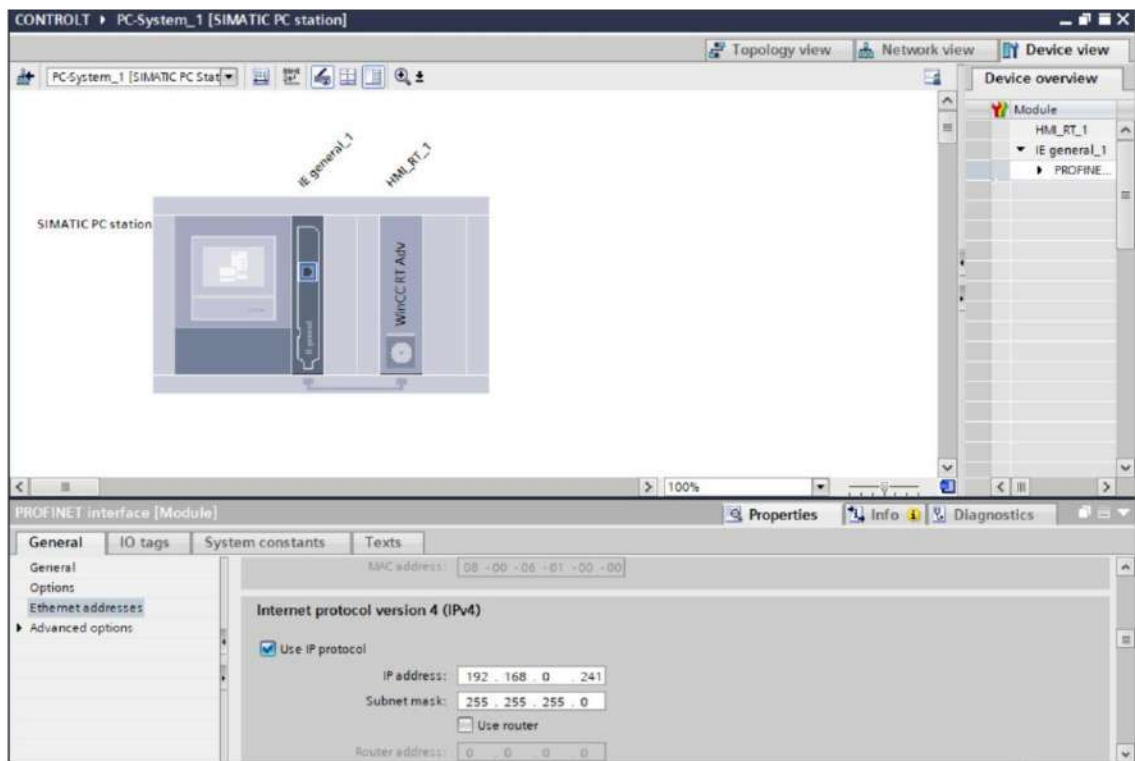 CONTROLT ▸ PC-System_1 [SIMATIC PC station]
Topology view
Network view
Device view
PC-System_1 [SIMATIC PC Stat
Device overview
Module
HMI_RT_1
IE general_1
PROFINE...
IE general_1
HMI_RT_1
SIMATIC PC station
WinCC RT Adv
IE general
100%
PROFINET interface [Module]
Properties
Info
Diagnostics
General
IO tags
System constants
Texts
General
Options
Ethernet addresses
Advanced options
MAC address: 08 -00 -06 -01 -00 -00
Internet protocol version 4 (IPv4)
Use IP protocol
IP address: 192 . 168 . 0 . 241
Subnet mask: 255 . 255 . 255 . 0
Use router
Router address: 0 . 0 . 0 . 0